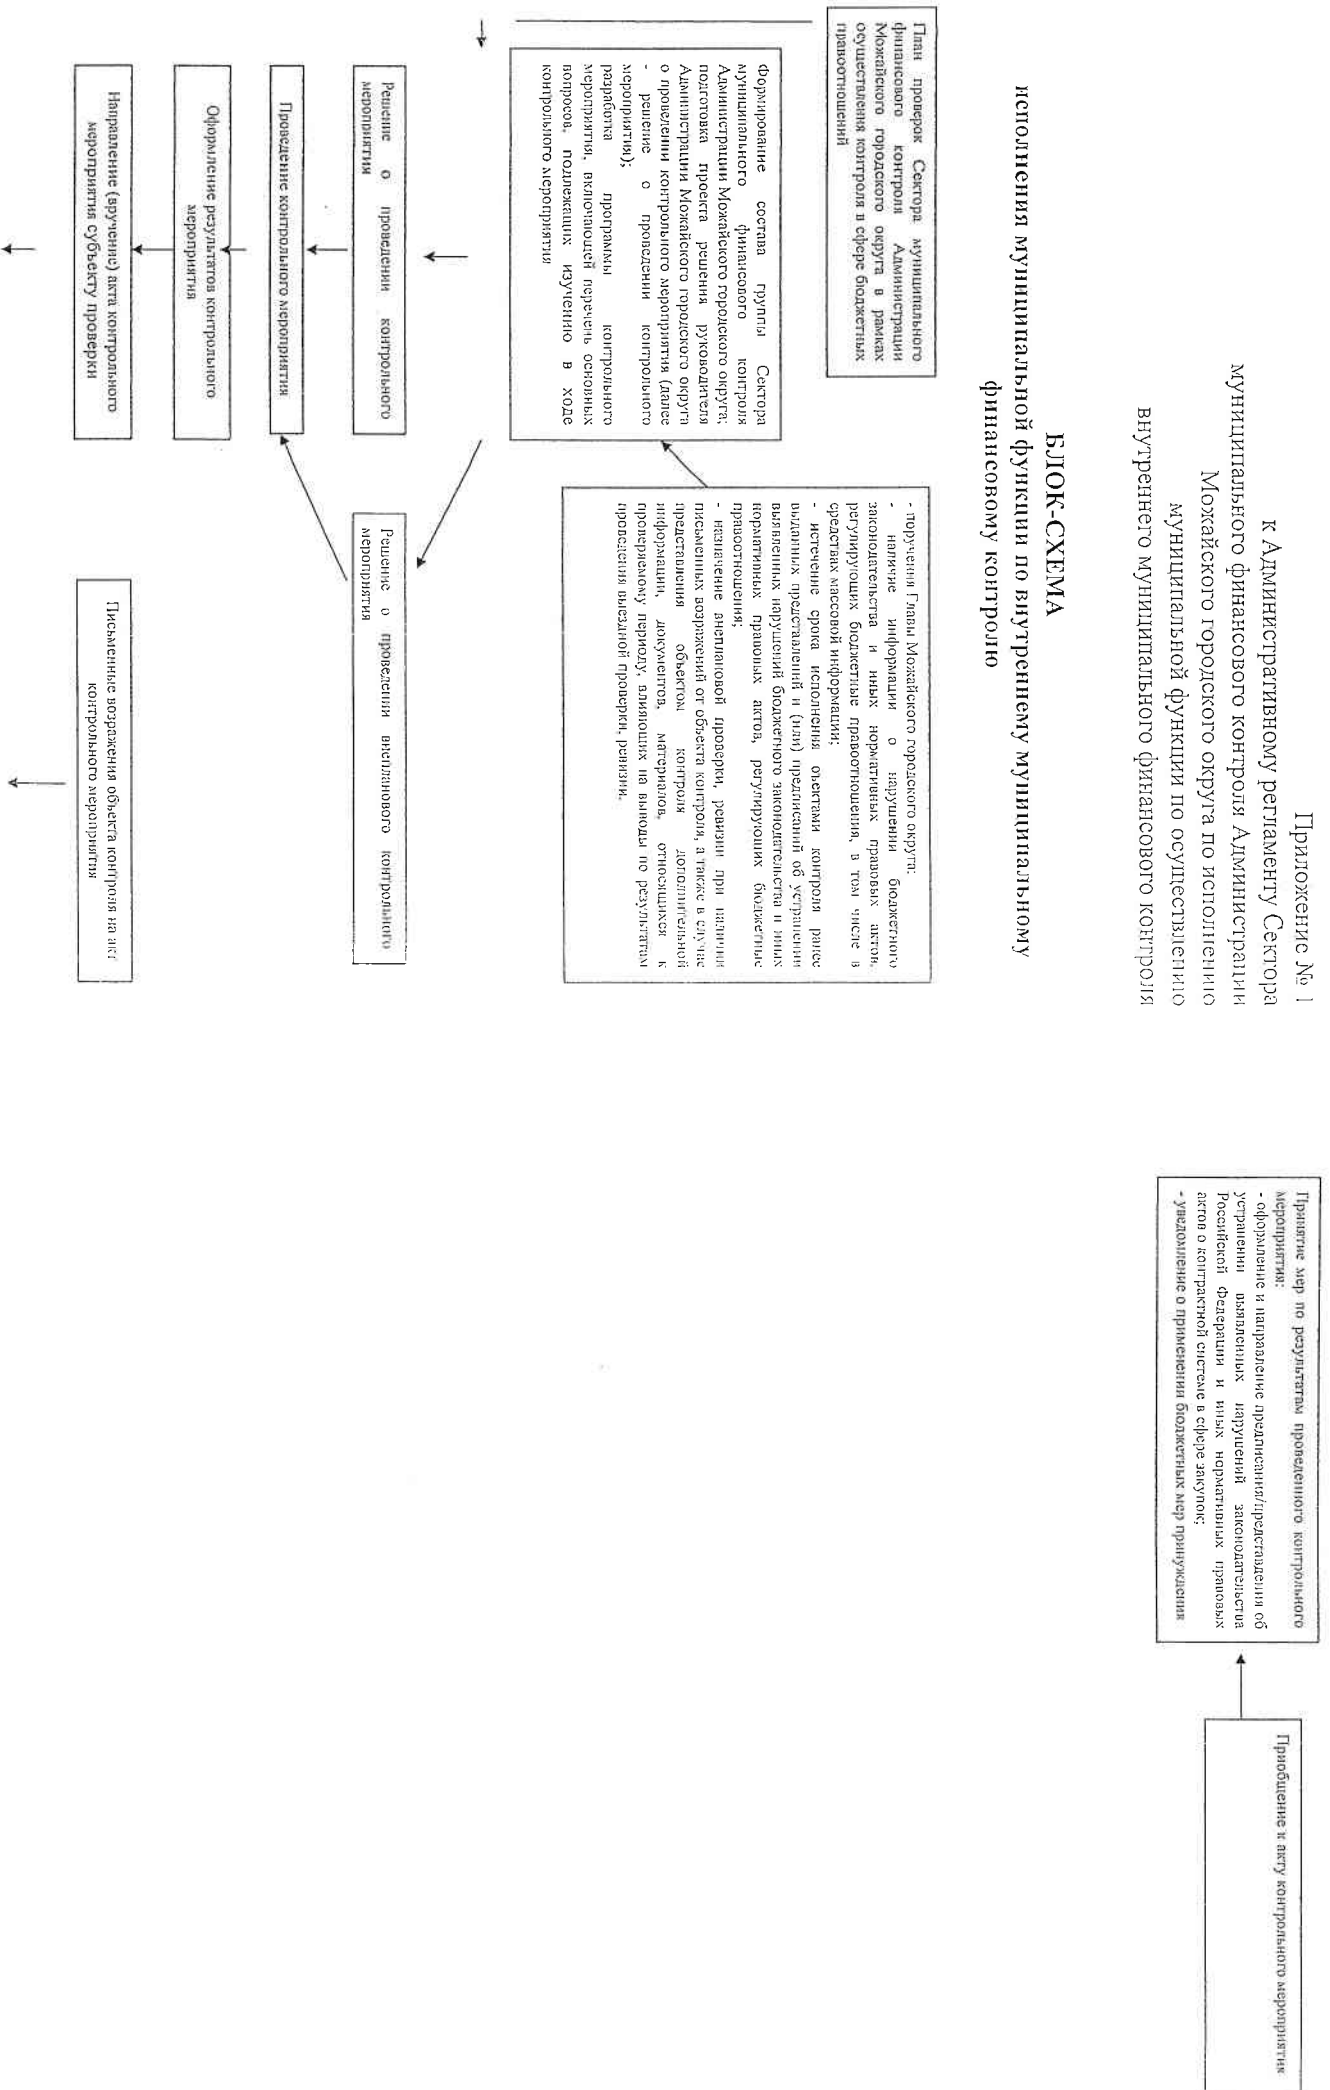 Приложение № 1
к Административному регламенту Сектора
муниципального финансового контроля Администрации
Можайского городского округа по исполнению
муниципальной функции по осуществлению
внутреннего муниципального финансового контроля
БЛОК-СХЕМА
исполнения муниципальной функции по внутреннему муниципальному
финансовому контролю
План проверок Сектора муниципального
финансового контроля Администрации
Можайского городского округа в рамках
осуществления контроля в сфере бюджетных
правоотношений
- поручения Главы Можайского городского округа;
- наличие информации о нарушении бюджетного
законодательства и иных нормативных правовых актов,
регулирующих бюджетные правоотношения, в том числе в
средствах массовой информации;
- истечение срока исполнения оъектами контроля ранее
выданных представлений и (или) предписаний об устранении
выявленных нарушений бюджетного законодательства и иных
нормативных правовых актов, регулирующих бюджетные
правоотношения;
- назначение внеплановой проверки, ревизии при наличии
письменных возражений от объекта контроля, а также в случае
представления объектом контроля дополнительной
информации, документов, материалов, относящихся к
проверяемому периоду, влияющих на выводы по результатам
проведения выездной проверки, ревизии.
Формирование состава группы Сектора
муниципального финансового контроля
Администрации Можайского городского округа;
подготовка проекта решения руководителя
Администрации Можайского городского округа
о проведении контрольного мероприятия (далее
- решение о проведении контрольного
мероприятия);
разработка программы контрольного
мероприятия, включающей перечень основных
вопросов, подлежащих изучению в ходе
контрольного мероприятия
Решение о проведении контрольного
мероприятия
Решение о проведении внепланового контрольного
мероприятия
Проведение контрольного мероприятия
Оформление результатов контрольного
мероприятия
Направление (вручение) акта контрольного
мероприятия субъекту проверки
Письменные возражения объекта контроля на акт
контрольного мероприятия
Принятие мер по результатам проведенного контрольного
мероприятия:
- оформление и направление предписания/представления об
устранении выявленных нарушений законодательства
Российской Федерации и иных нормативных правовых
актов о контрактной системе в сфере закупок;
- уведомление о применении бюджетных мер принуждения
Приобщение к акту контрольного мероприятия